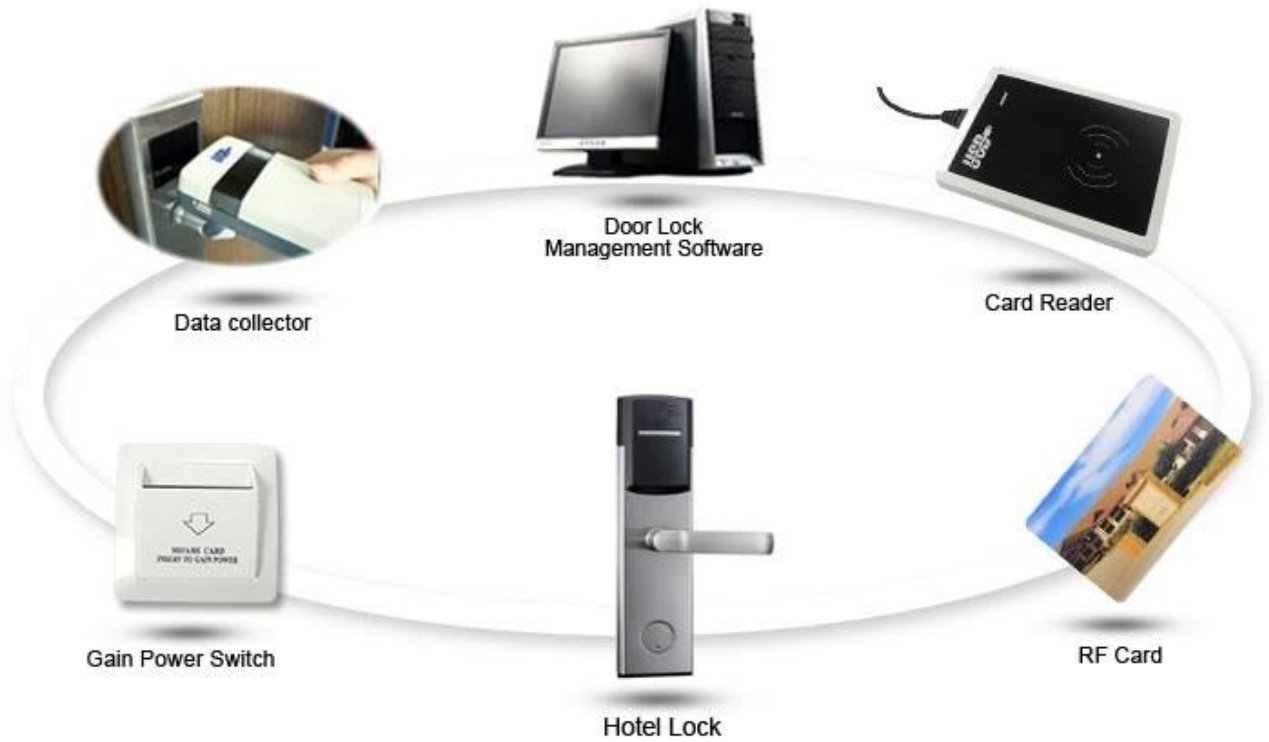 Door Lock
Management Software
Card Reader
Data collector
CARD
INSERT TO GAIN POWER
Gain Power Switch
RF Card
Hotel Lock